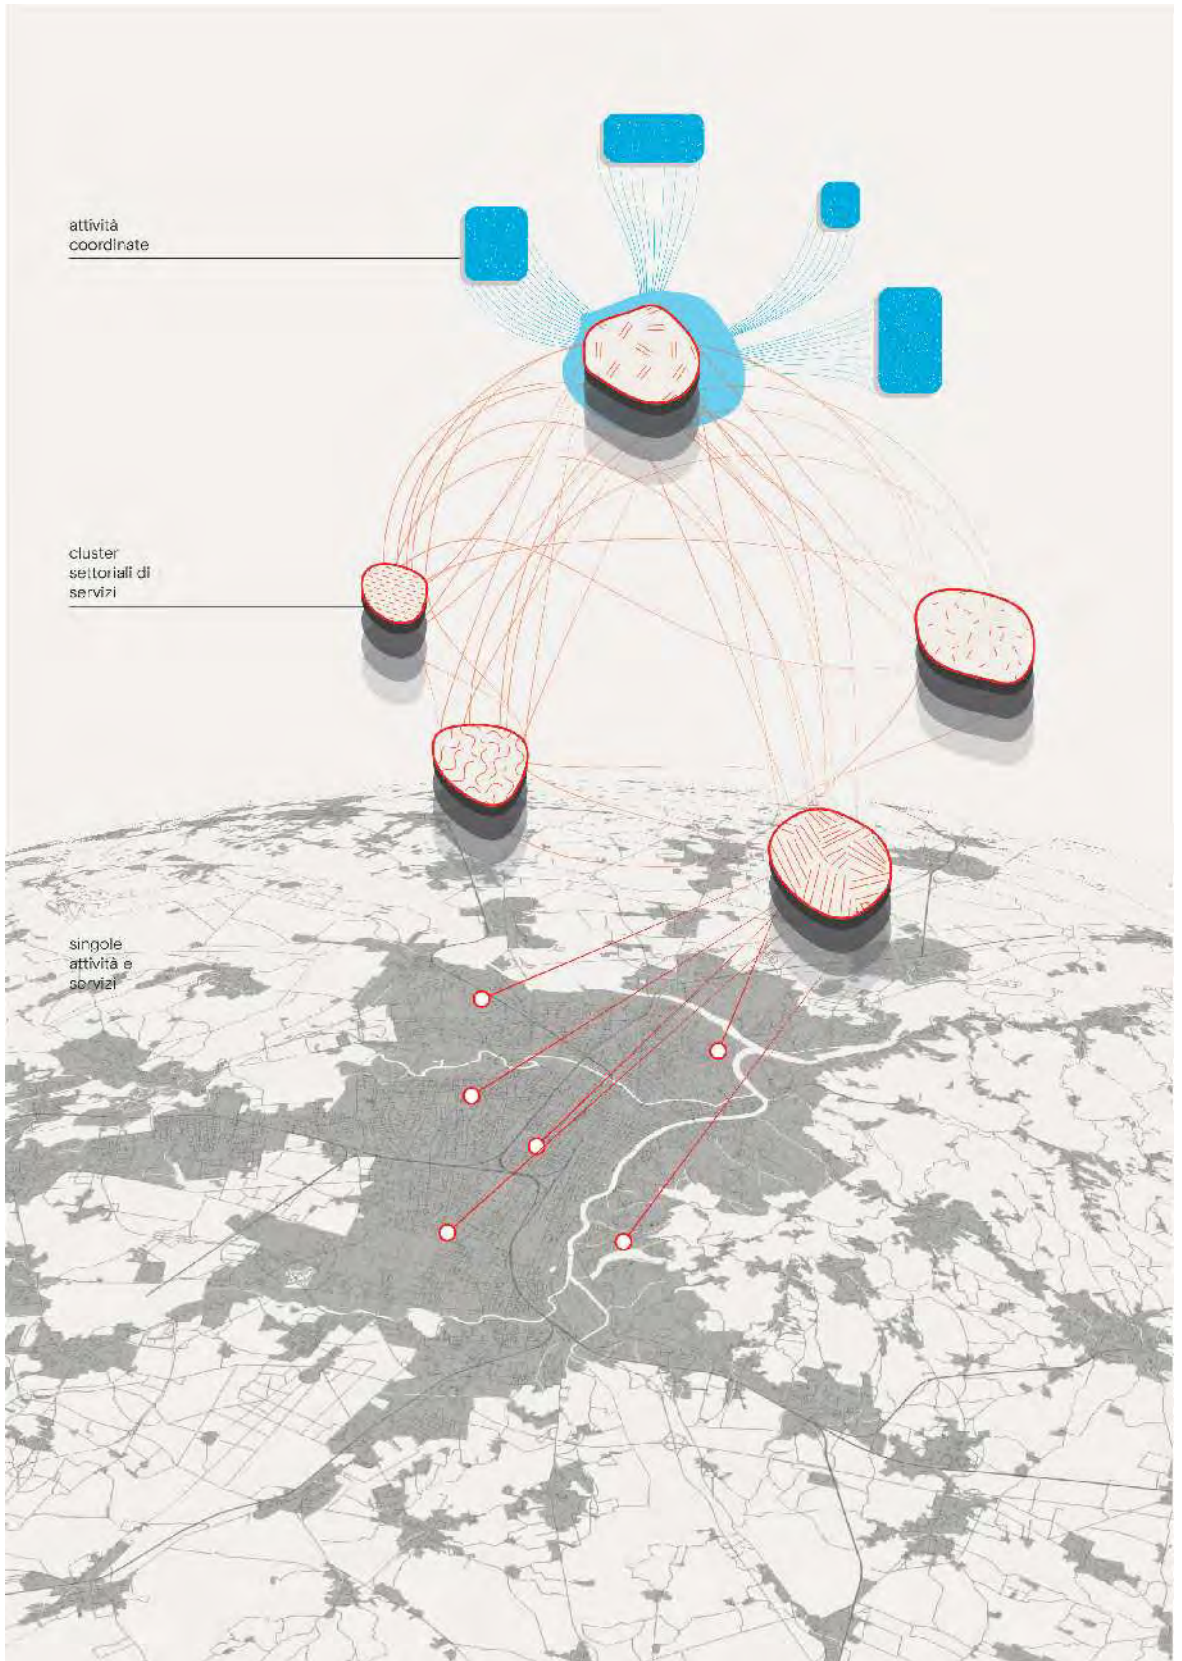 attività
coordinate
cluster
settoriali di
servizi
singole
attività e
servizi